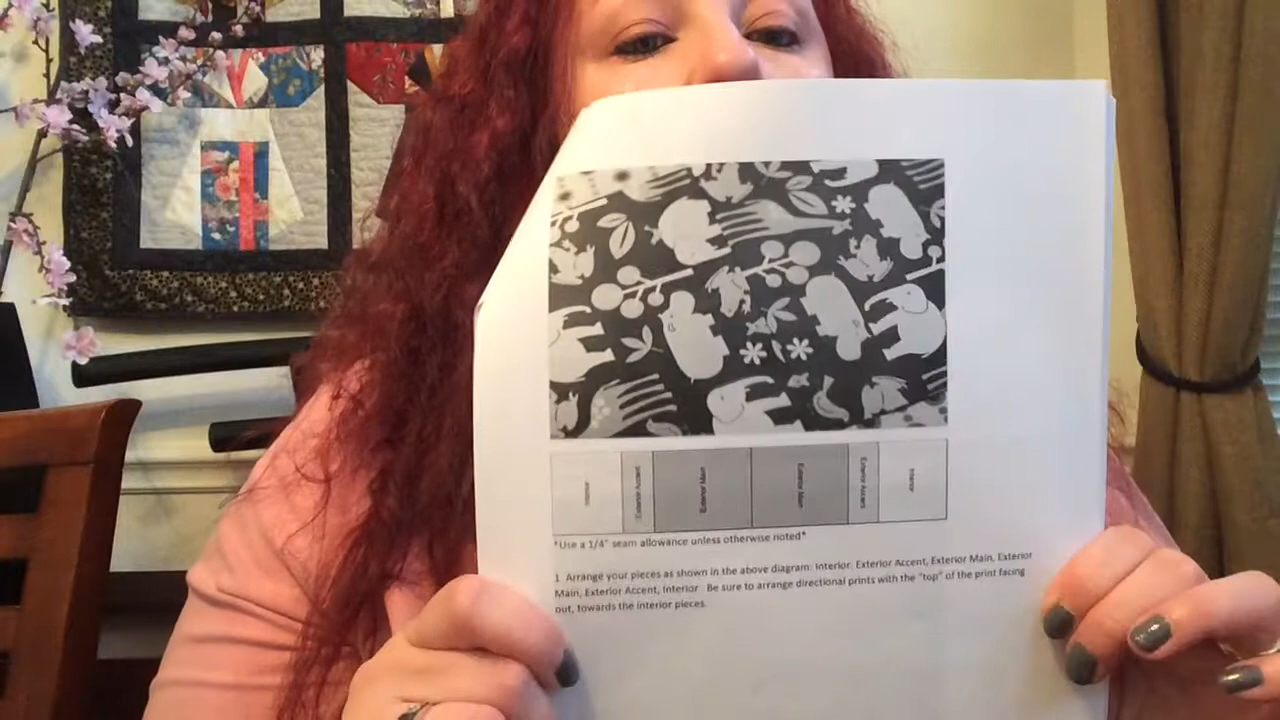 Interior
Exterior Accent
Exterior Main
Exterior Main
Exterior Accent
Interior
*Use a 1/4" seam allowance unless otherwise noted*
1 Arrange your pieces as shown in the above diagram: Interior, Exterior Accent, Exterior Main, Exterior
Main, Exterior Accent, Interior. Be sure to arrange directional prints with the "top" of the print facing
out, towards the interior pieces.